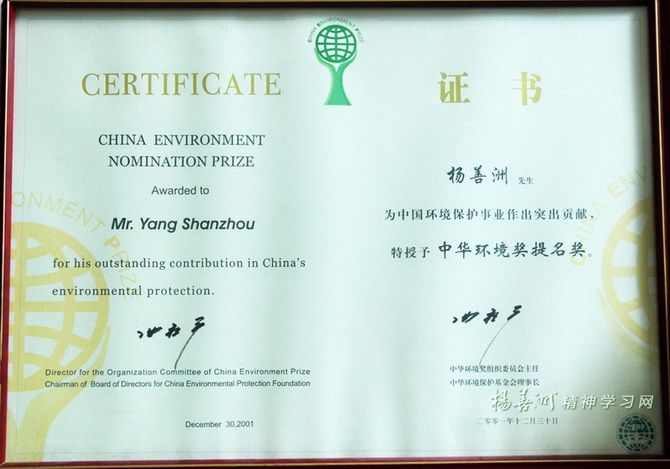 CHINA ENVIRONMENT PRIZE
CERTIFICATE
CHINA ENVIRONMENT
NOMINATION PRIZE
Awarded to
Mr. Yang Shanzhou
for his outstanding contribution in China's
environmental protection.
Director for the Organization Committee of China Environment Prize
Chairman of Board of Directors for China Environmental Protection Foundation
December 30,2001
证书
杨善洲 先生
为中国环境保护事业作出突出贡献，
特授予 中华环境奖提名奖。
中华环境奖组织委员会主任
中华环境保护基金会理事长
二〇〇一年十二月三十日
杨善洲精神学习网
CEPF